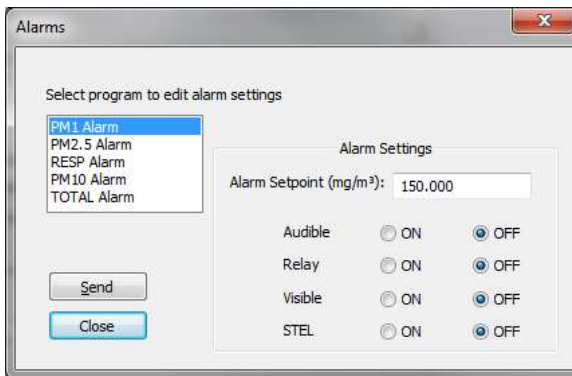 Alarms
Select program to edit alarm settings
PM1 Alarm
PM2.5 Alarm
RESP Alarm
PM10 Alarm
TOTAL Alarm
Alarm Settings
Alarm Setpoint (mg/m³): 150.000
Audible ON OFF
Relay ON OFF
Visible ON OFF
STEL ON OFF
Send
Close